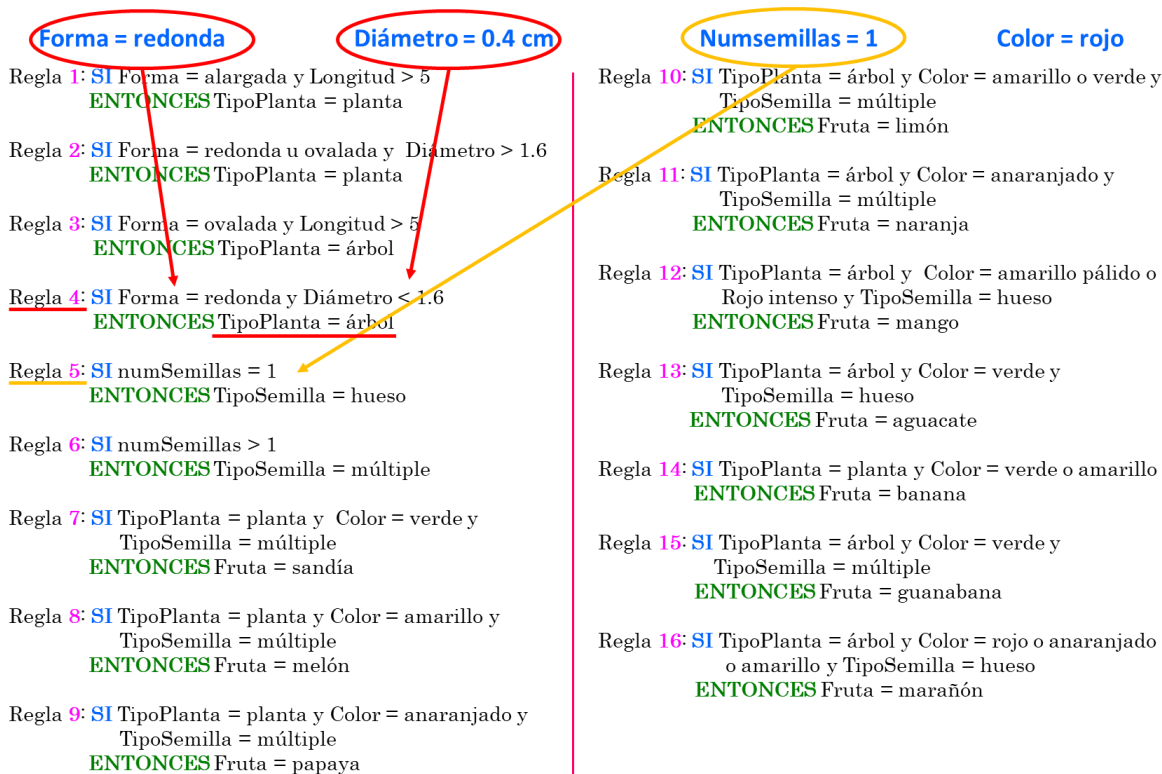 Forma = redonda
Diámetro = 0.4 cm
Numsemillas = 1
Color = rojo
Regla 1: SI Forma = alargada y Longitud > 5
ENTONCES TipoPlanta = planta
Regla 2: SI Forma = redonda u ovalada y Diámetro > 1.6
ENTONCES TipoPlanta = planta
Regla 3: SI Forma = ovalada y Longitud > 5
ENTONCES TipoPlanta = árbol
Regla 4: SI Forma = redonda y Diámetro < 1.6
ENTONCES TipoPlanta = árbol
Regla 5: SI numSemillas = 1
ENTONCES TipoSemilla = hueso
Regla 6: SI numSemillas > 1
ENTONCES TipoSemilla = múltiple
Regla 7: SI TipoPlanta = planta y Color = verde y
TipoSemilla = múltiple
ENTONCES Fruta = sandía
Regla 8: SI TipoPlanta = planta y Color = amarillo y
TipoSemilla = múltiple
ENTONCES Fruta = melón
Regla 9: SI TipoPlanta = planta y Color = anaranjado y
TipoSemilla = múltiple
ENTONCES Fruta = papaya
Regla 10: SI TipoPlanta = árbol y Color = amarillo o verde y
TipoSemilla = múltiple
ENTONCES Fruta = limón
Regla 11: SI TipoPlanta = árbol y Color = anaranjado y
TipoSemilla = múltiple
ENTONCES Fruta = naranja
Regla 12: SI TipoPlanta = árbol y Color = amarillo pálido o
Rojo intenso y TipoSemilla = hueso
ENTONCES Fruta = mango
Regla 13: SI TipoPlanta = árbol y Color = verde y
TipoSemilla = hueso
ENTONCES Fruta = aguacate
Regla 14: SI TipoPlanta = planta y Color = verde o amarillo
ENTONCES Fruta = banana
Regla 15: SI TipoPlanta = árbol y Color = verde y
TipoSemilla = múltiple
ENTONCES Fruta = guanabana
Regla 16: SI TipoPlanta = árbol y Color = rojo o anaranjado
o amarillo y TipoSemilla = hueso
ENTONCES Fruta = marañón